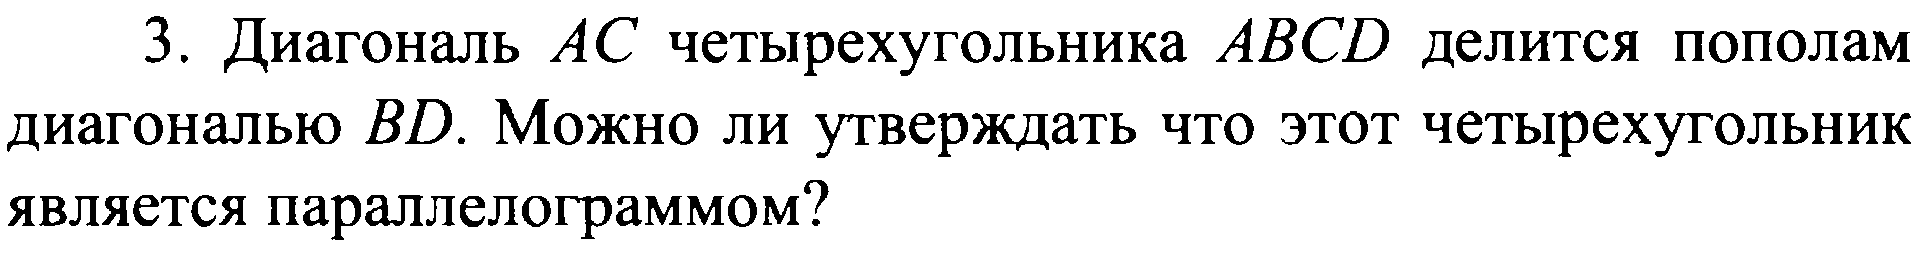 3. Диагональ AC четырехугольника ABCD делится пополам
диагональю BD. Можно ли утверждать что этот четырехугольник
является параллелограммом?